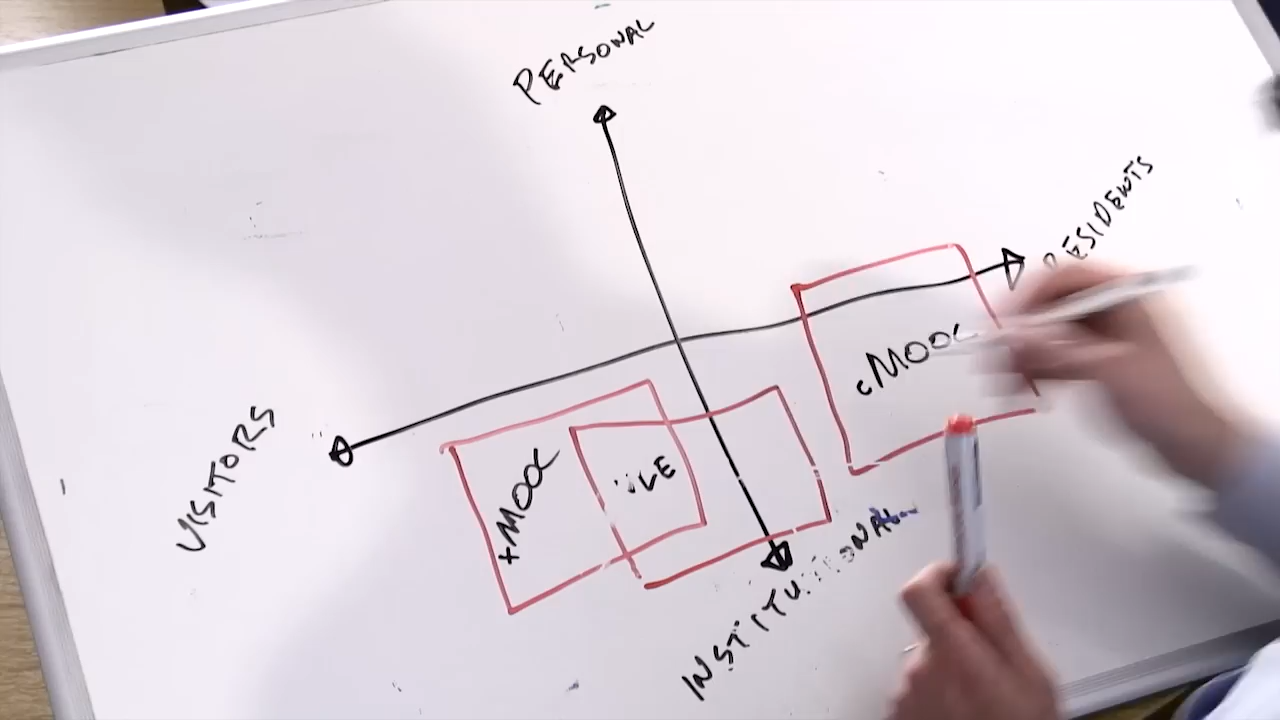 PERSONAL
RESIDENTS
cMOOC
VISITORS
xMOOC
VLE
INSTITUTIONAL